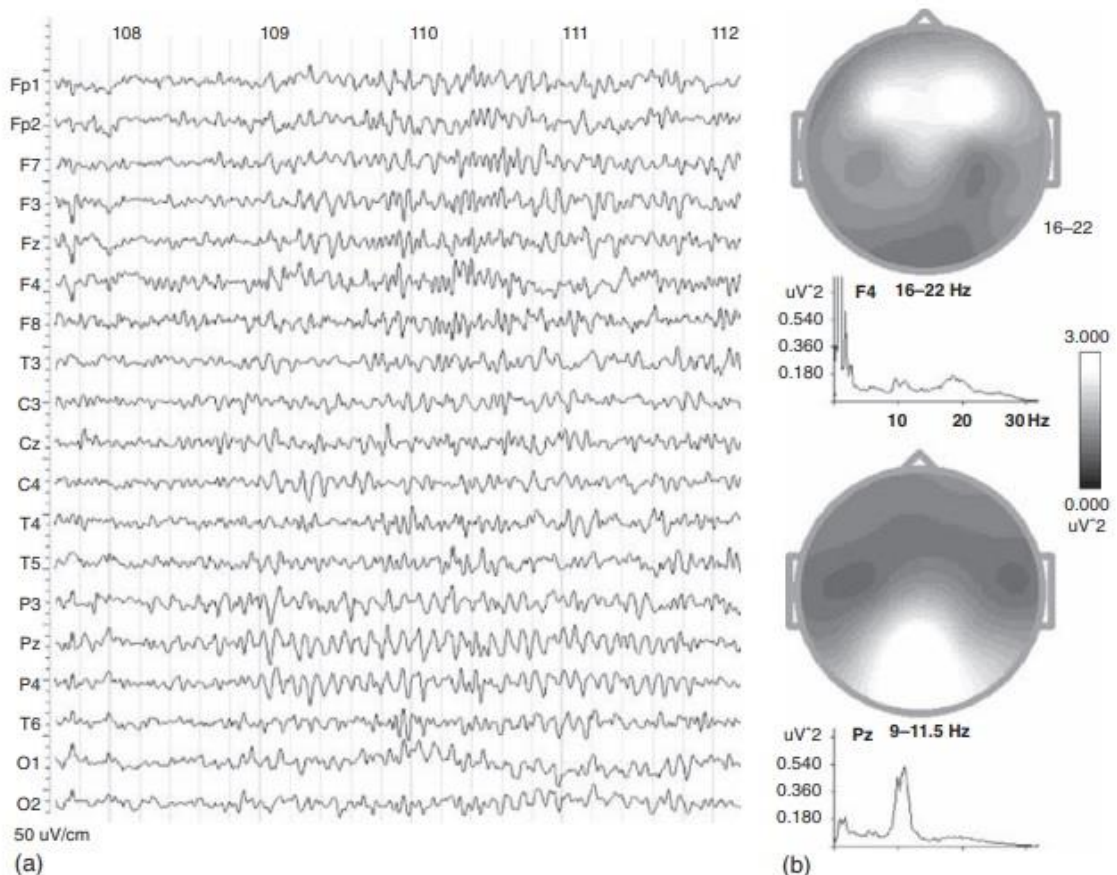 108 109 110 111 112
Fp1
Fp2
F7
F3
Fz
F4
F8
T3
C3
Cz
C4
T4
T5
P3
Pz
P4
T6
O1
O2
50 uV/cm
(a)
16–22
uV^2 F4 16–22 Hz
0.540
0.360
0.180
10 20 30 Hz
3.000
0.000
uV^2
uV^2 Pz 9–11.5 Hz
0.540
0.360
0.180
(b)